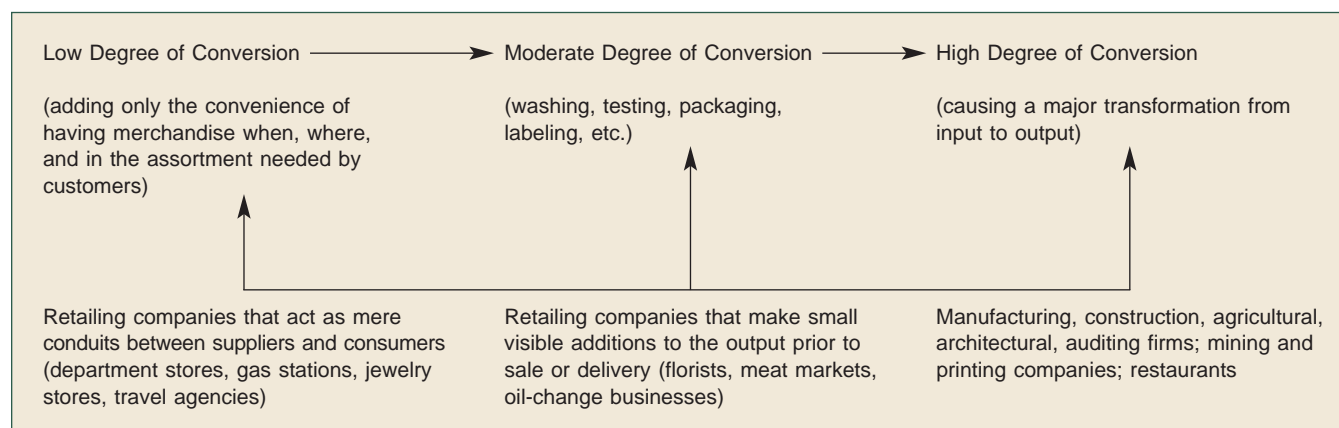 Low Degree of Conversion
Moderate Degree of Conversion
High Degree of Conversion
(adding only the convenience of
having merchandise when, where,
and in the assortment needed by
customers)
(washing, testing, packaging,
labeling, etc.)
(causing a major transformation from
input to output)
Retailing companies that act as mere
conduits between suppliers and consumers
(department stores, gas stations, jewelry
stores, travel agencies)
Retailing companies that make small
visible additions to the output prior to
sale or delivery (florists, meat markets,
oil-change businesses)
Manufacturing, construction, agricultural,
architectural, auditing firms; mining and
printing companies; restaurants